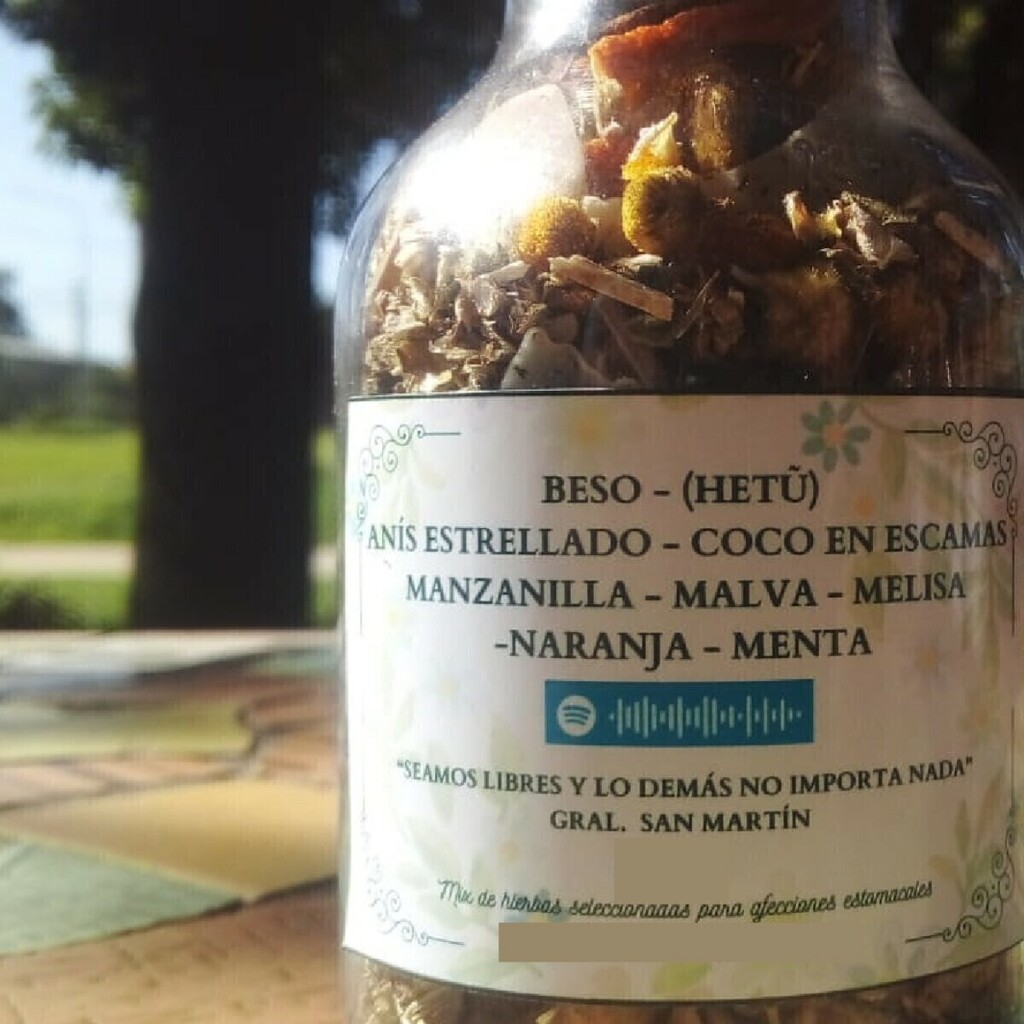 BESO – (HETŨ)
ANÍS ESTRELLADO – COCO EN ESCAMAS
MANZANILLA – MALVA – MELISA
-NARANJA – MENTA
"SEAMOS LIBRES Y LO DEMÁS NO IMPORTA NADA"
GRAL. SAN MARTÍN
Mix de hierbas seleccionadas para afecciones estomacales